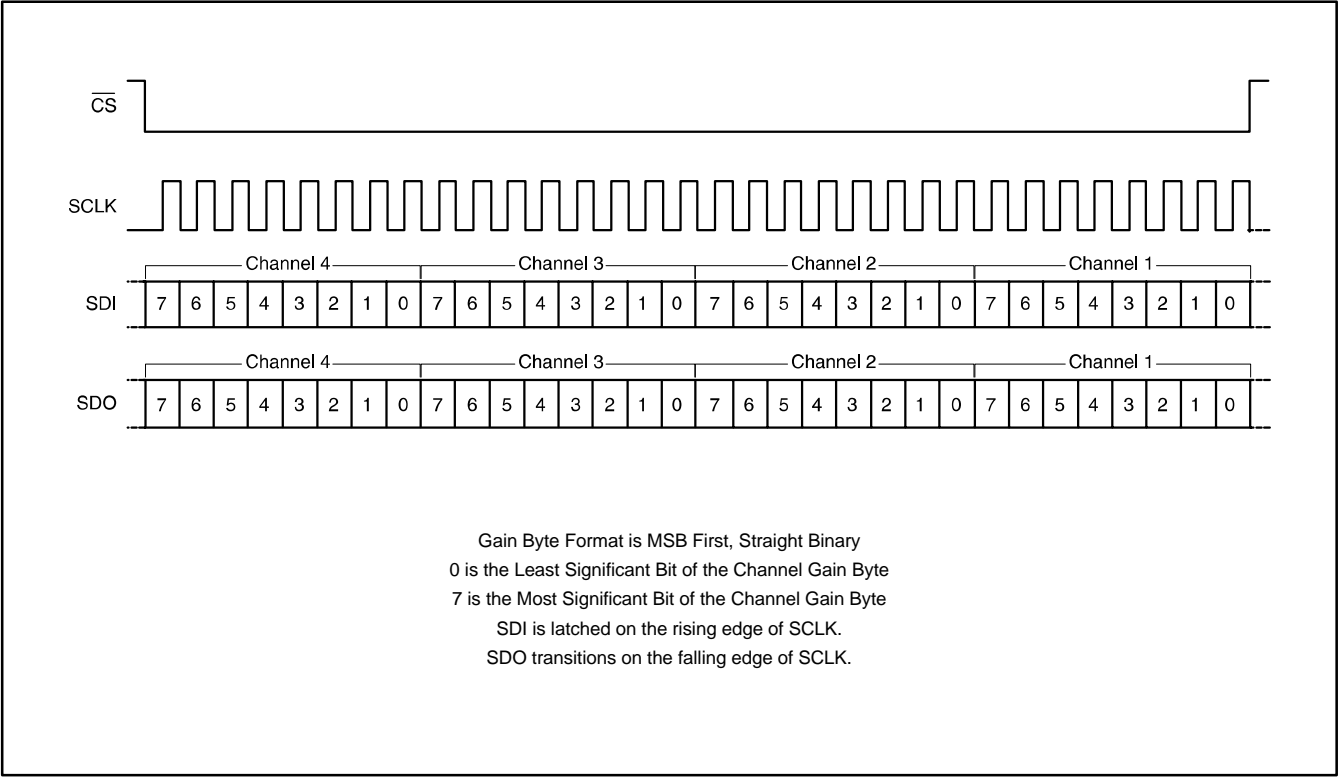 CS
SCLK
Channel 4 Channel 3 Channel 2 Channel 1
SDI 7 6 5 4 3 2 1 0 7 6 5 4 3 2 1 0 7 6 5 4 3 2 1 0 7 6 5 4 3 2 1 0
Channel 4 Channel 3 Channel 2 Channel 1
SDO 7 6 5 4 3 2 1 0 7 6 5 4 3 2 1 0 7 6 5 4 3 2 1 0 7 6 5 4 3 2 1 0
Gain Byte Format is MSB First, Straight Binary
0 is the Least Significant Bit of the Channel Gain Byte
7 is the Most Significant Bit of the Channel Gain Byte
SDI is latched on the rising edge of SCLK.
SDO transitions on the falling edge of SCLK.